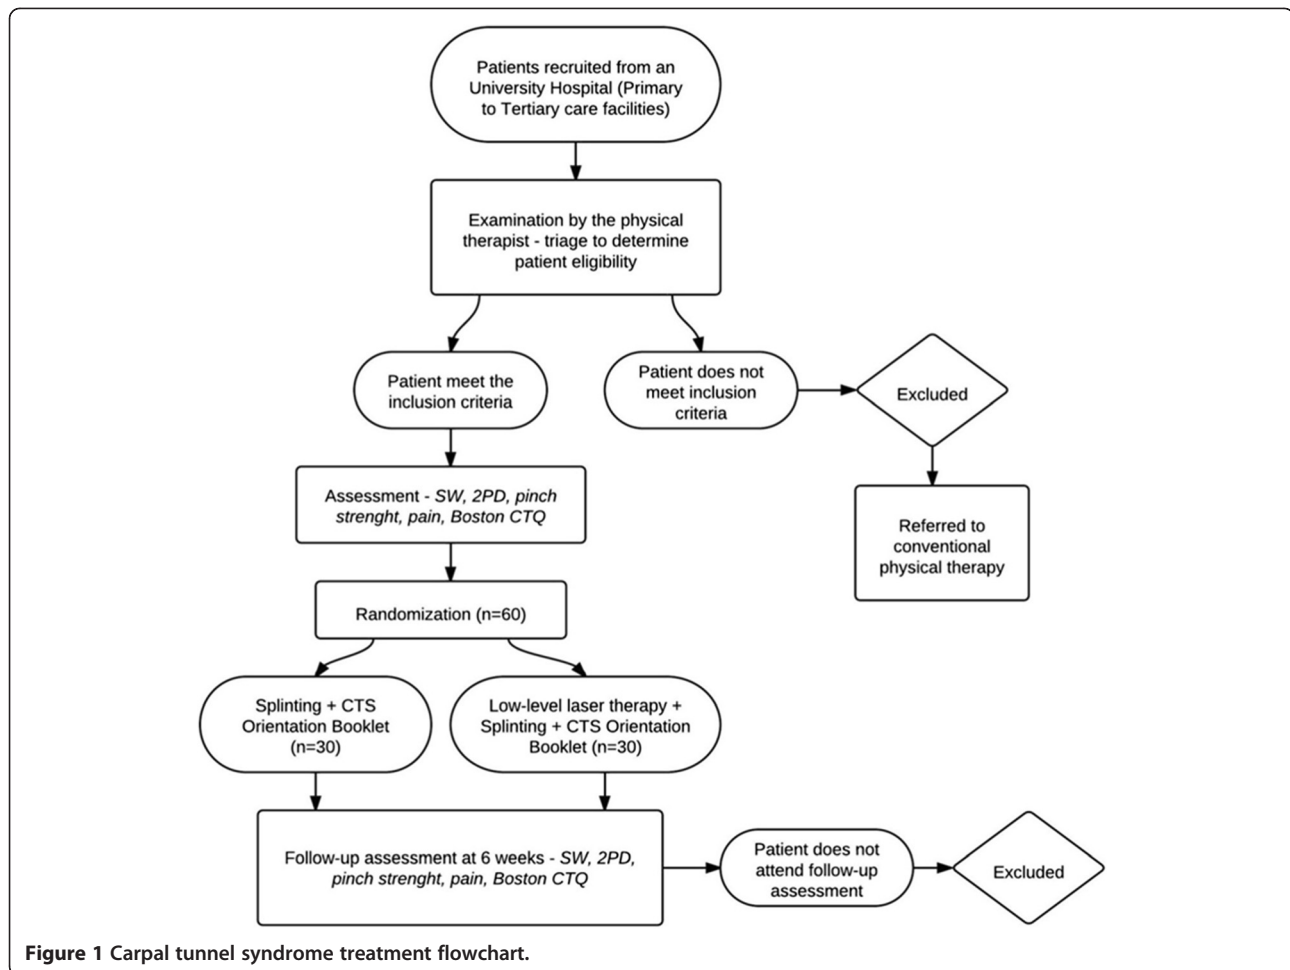 Patients recruited from an
University Hospital (Primary
to Tertiary care facilities)
Examination by the physical
therapist - triage to determine
patient eligibility
Patient meet the
inclusion criteria
Patient does not
meet inclusion
criteria
Excluded
Assessment - SW, 2PD, pinch
strenght, pain, Boston CTQ
Referred to
conventional
physical therapy
Randomization (n=60)
Splinting + CTS
Orientation Booklet
(n=30)
Low-level laser therapy +
Splinting + CTS Orientation
Booklet (n=30)
Follow-up assessment at 6 weeks - SW, 2PD,
pinch strenght, pain, Boston CTQ
Patient does not
attend follow-up
assessment
Excluded
Figure 1 Carpal tunnel syndrome treatment flowchart.